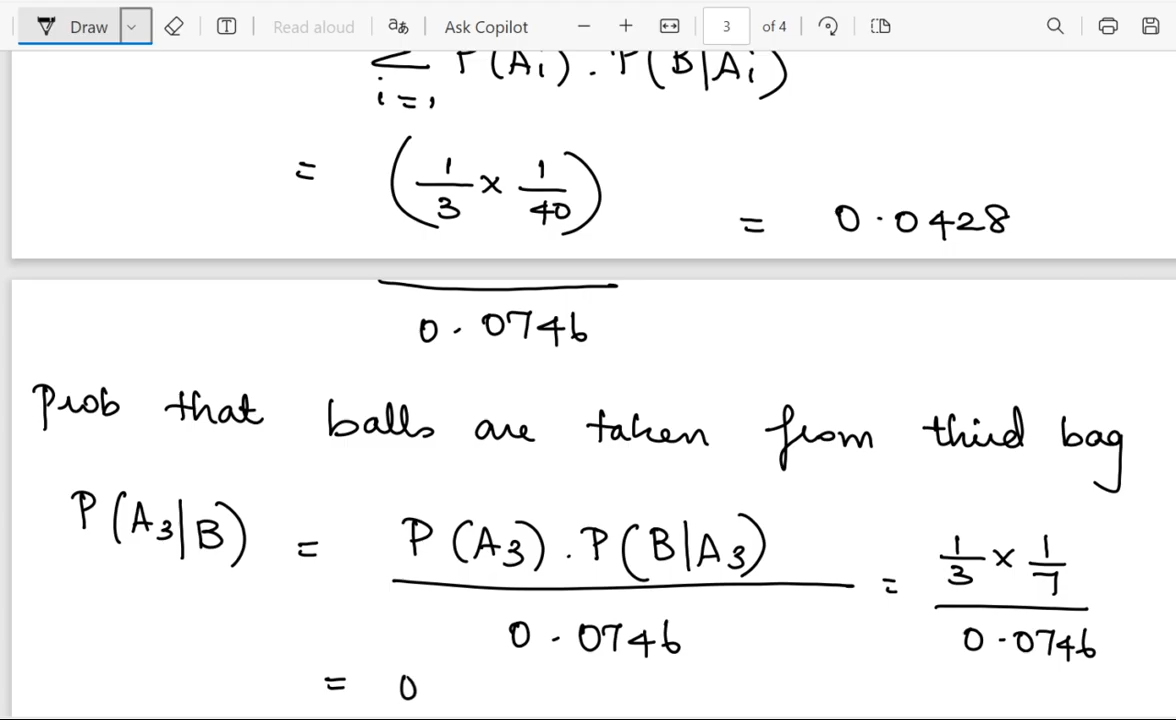 Draw Read aloud aあ Ask Copilot − + 3 of 4
Σ P(Ai) . P(B|Ai)
i=1
= (1/3 × 1/40) = 0.0428
0.0746
Prob that balls are taken from third bag
P(A3|B) = P(A3).P(B|A3) / 0.0746 = 1/3 × 1/7 / 0.0746
= 0